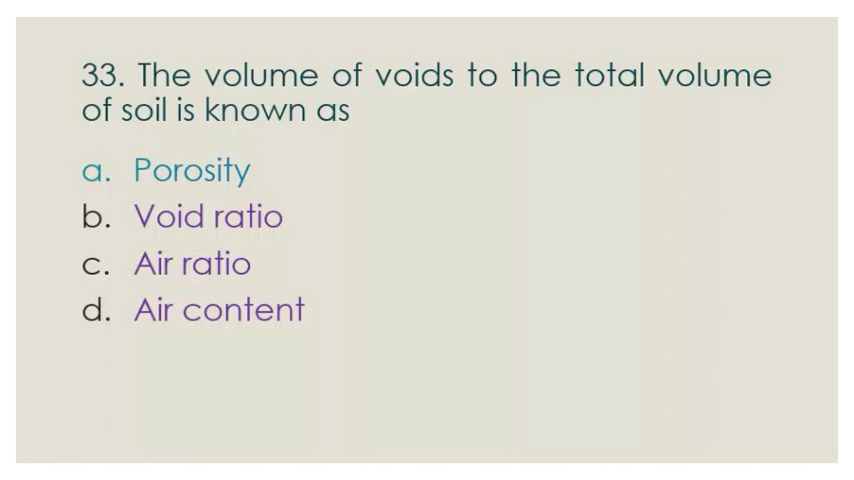 33. The volume of voids to the total volume
of soil is known as
a. Porosity
b. Void ratio
c. Air ratio
d. Air content